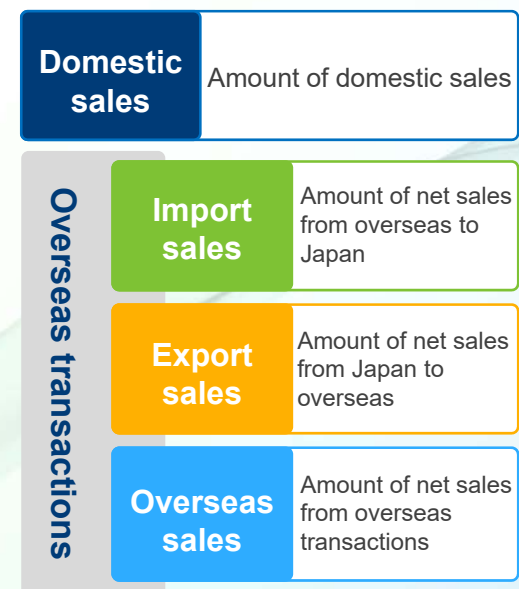 Domestic
sales
Amount of domestic sales
Overseas transactions
Import
sales
Amount of net sales
from overseas to
Japan
Export
sales
Amount of net sales
from Japan to
overseas
Overseas
sales
Amount of net sales
from overseas
transactions